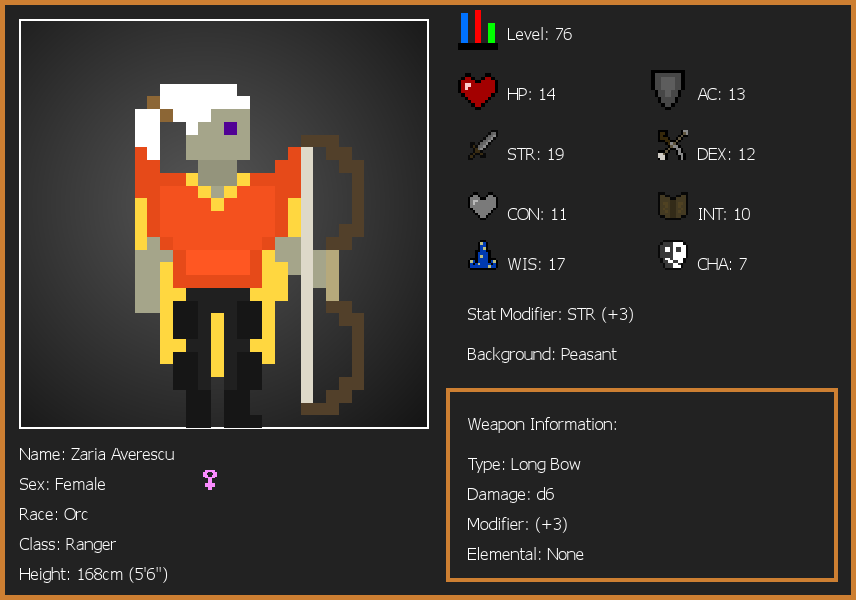 Level: 76
HP: 14
AC: 13
STR: 19
DEX: 12
CON: 11
INT: 10
WIS: 17
CHA: 7
Stat Modifier: STR (+3)
Background: Peasant
Weapon Information:
Type: Long Bow
Damage: d6
Modifier: (+3)
Elemental: None
Name: Zaria Averescu
Sex: Female
Race: Orc
Class: Ranger
Height: 168cm (5'6")